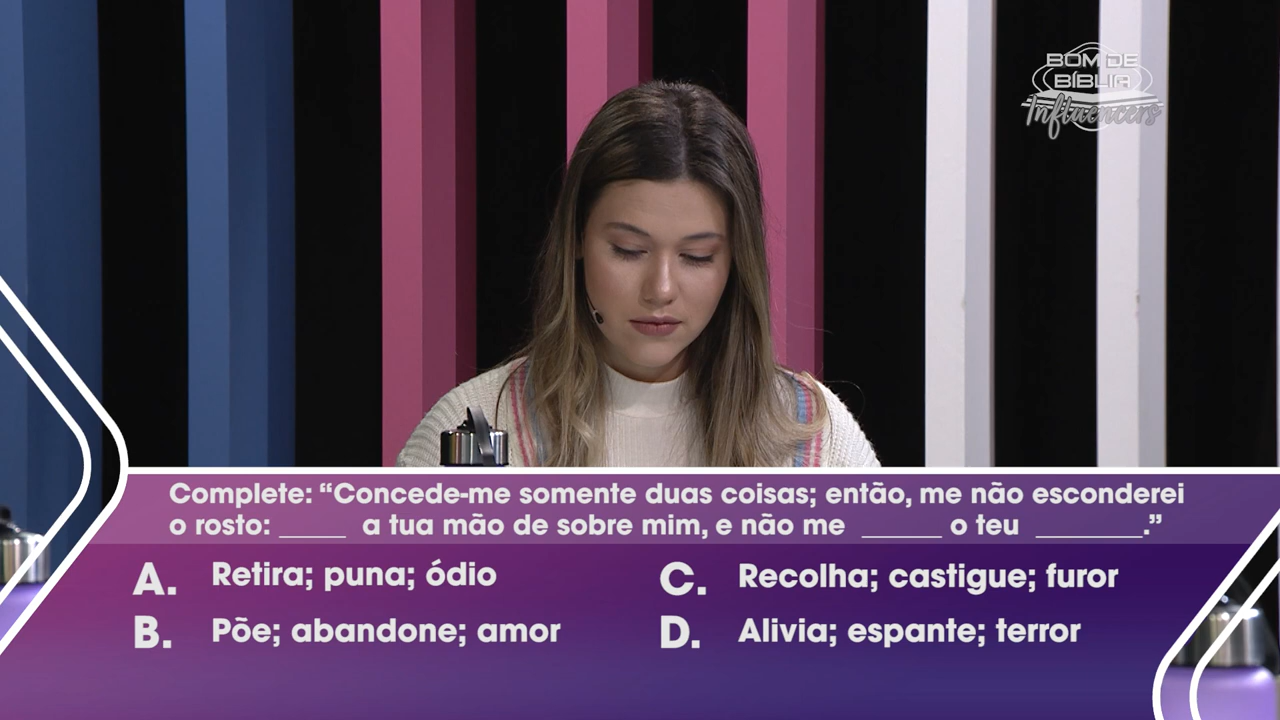 BOM DE
BÍBLIA
Influencers
Complete: “Concede-me somente duas coisas; então, me não esconderei
o rosto: _____ a tua mão de sobre mim, e não me ______ o teu ________.”
A. Retira; puna; ódio
C. Recolha; castigue; furor
B. Põe; abandone; amor
D. Alivia; espante; terror